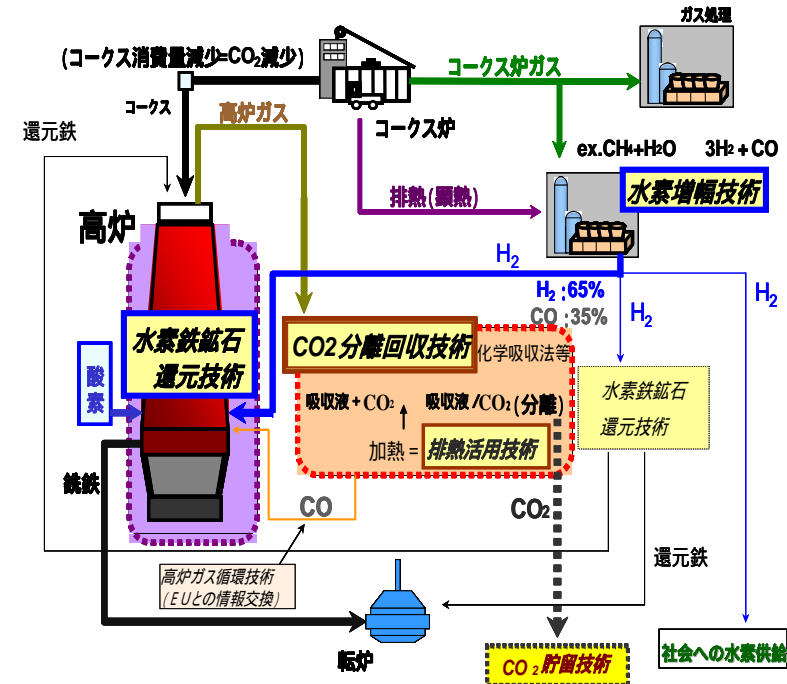 ガス処理
(コークス消費量減少=CO2減少)
コークス炉ガス
コークス
高炉ガス
還元鉄
コークス炉
ex.CH4+H2O 3H2 + CO
排熱(顕熱)
水素増幅技術
高炉
H2
H2 :65%
H2
CO :35%
H2
水素鉄鉱石
還元技術
CO2分離回収技術
化学吸収法等
酸素
水素鉄鉱石
還元技術
吸収液 + CO2 吸収液 /CO2 (分離)
加熱 =
排熱活用技術
銑鉄
CO
CO2
還元鉄
高炉ガス循環技術
(EUとの情報交換)
転炉
CO2貯留技術
社会への水素供給